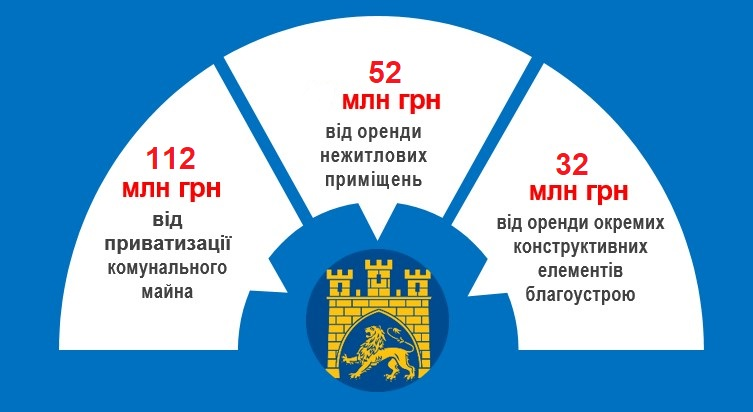 112
млн грн
від
приватизації
комунального
майна
52
млн грн
від оренди
нежитлових
приміщень
32
млн грн
від оренди окремих
конструктивних
елементів
благоустрою